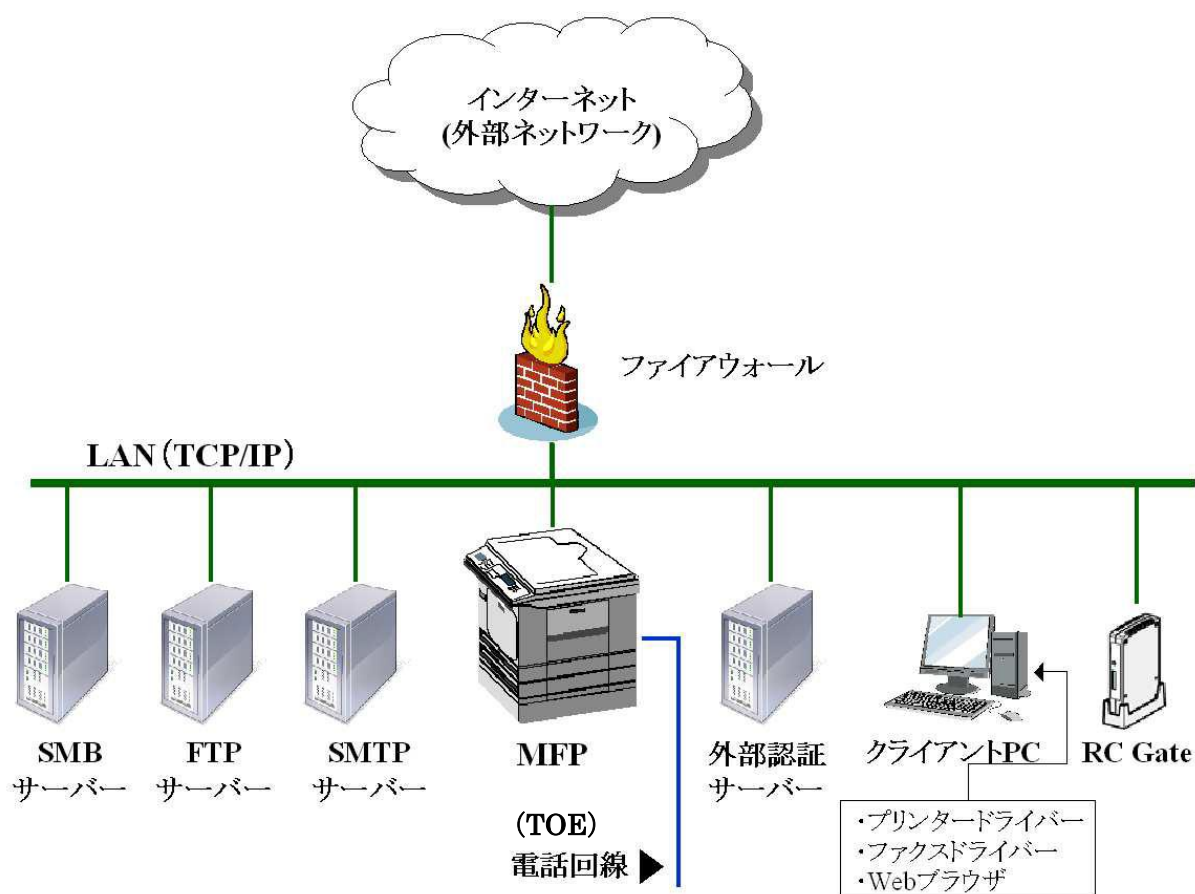 インターネット
(外部ネットワーク)
ファイアウォール
LAN(TCP/IP)
SMB
サーバー
FTP
サーバー
SMTP
サーバー
MFP
(TOE)
電話回線
外部認証
サーバー
クライアントPC
RC Gate
・プリンタードライバー
・ファクスドライバー
・Webブラウザ